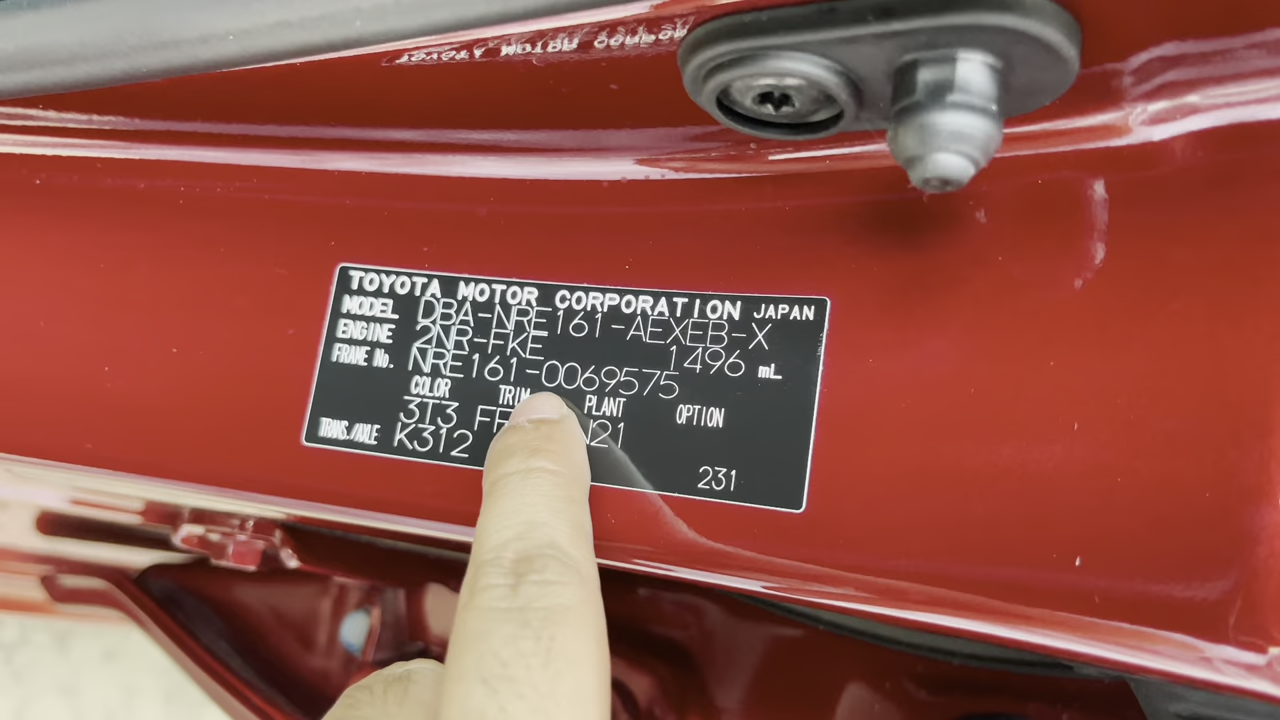 TOYOTA MOTOR CORPORATION JAPAN
MODEL DBA-NRE161-AEXEB-X
ENGINE 2NR-FKE 1496 mL
FRAME No. NRE161-0069575
COLOR TRIM PLANT OPTION
3T3 N21
TRANS./AXLE K312
231